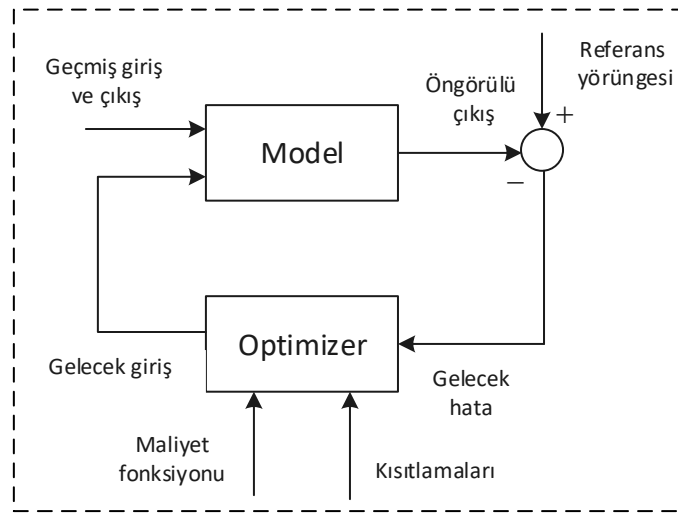 Geçmiş giriş
ve çıkış
Model
Öngörülü
çıkış
Referans
yörüngesi
+
−
Optimizer
Gelecek giriş
Gelecek
hata
Maliyet
fonksiyonu
Kısıtlamaları